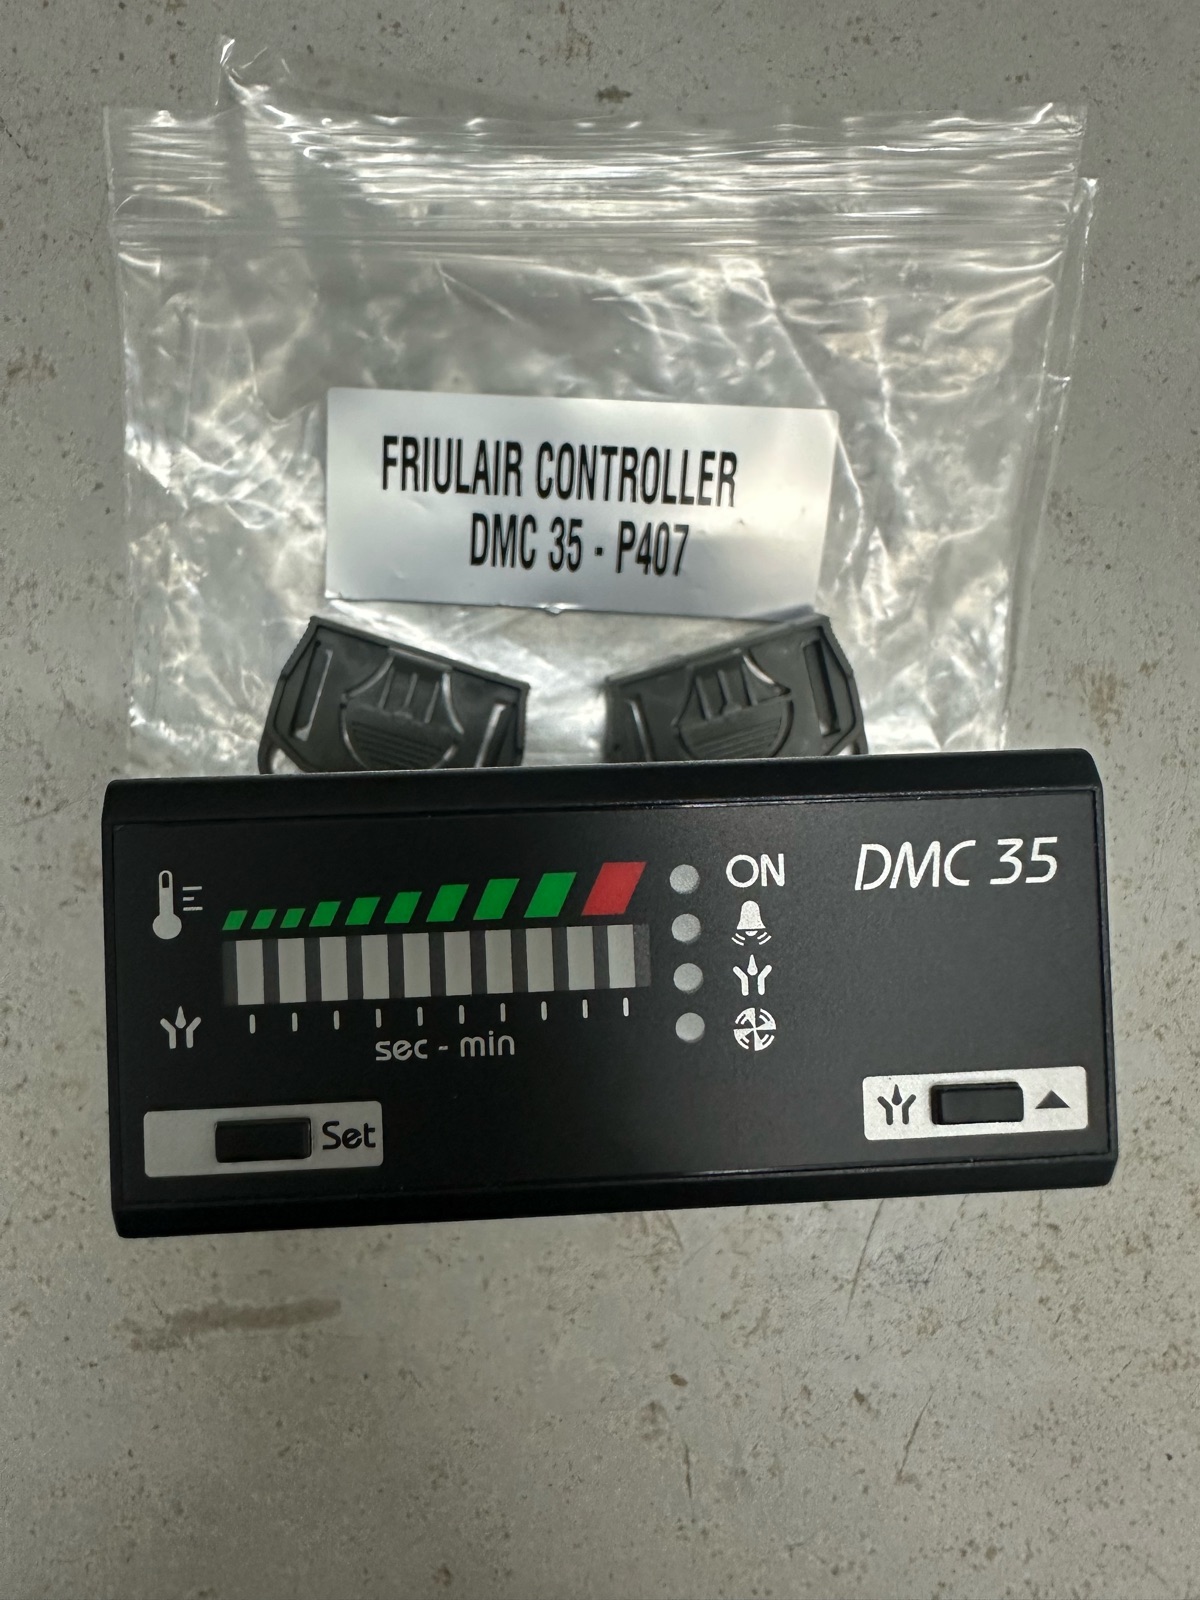 FRIULAIR CONTROLLER
DMC 35 - P407
DMC 35
ON
sec - min
Set